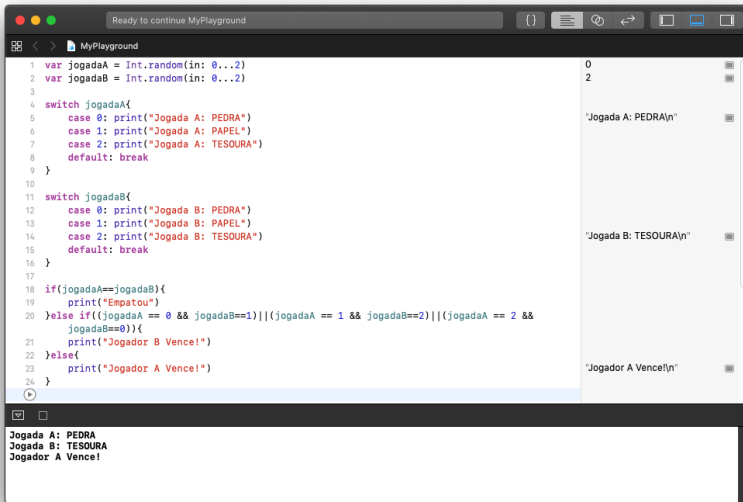 Ready to continue MyPlayground
MyPlayground
1 var jogadaA = Int.random(in: 0...2)
0
2 var jogadaB = Int.random(in: 0...2)
2
3
4 switch jogadaA{
5 case 0: print("Jogada A: PEDRA")
"Jogada A: PEDRA\n"
6 case 1: print("Jogada A: PAPEL")
7 case 2: print("Jogada A: TESOURA")
8 default: break
9 }
10
11 switch jogadaB{
12 case 0: print("Jogada B: PEDRA")
13 case 1: print("Jogada B: PAPEL")
14 case 2: print("Jogada B: TESOURA")
"Jogada B: TESOURA\n"
15 default: break
16 }
17
18 if(jogadaA==jogadaB){
19 print("Empatou")
20 }else if((jogadaA == 0 && jogadaB==1)||(jogadaA == 1 && jogadaB==2)||(jogadaA == 2 &&
jogadaB==0)){
21 print("Jogador B Vence!")
22 }else{
23 print("Jogador A Vence!")
"Jogador A Vence!\n"
24 }
Jogada A: PEDRA
Jogada B: TESOURA
Jogador A Vence!